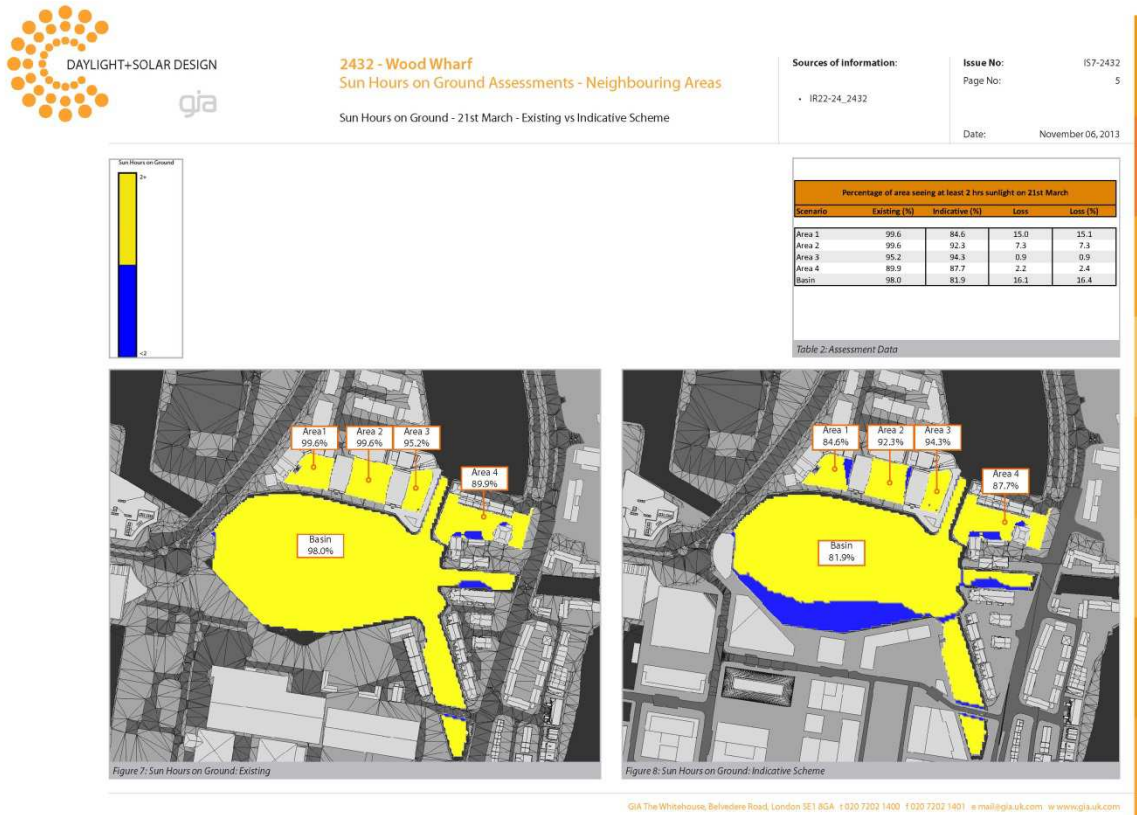 DAYLIGHT+SOLAR DESIGN
gia
2432 - Wood Wharf
Sun Hours on Ground Assessments - Neighbouring Areas
Sun Hours on Ground - 21st March - Existing vs Indicative Scheme
Sources of information:
• IR22-24_2432
Issue No: IS7-2432
Page No: 5
Date: November 06, 2013
Sun Hours on Ground
2+
<2
Percentage of area seeing at least 2 hrs sunlight on 21st March
Scenario Existing (%) Indicative (%) Loss Loss (%)
Area 1 99.6 84.6 15.0 15.1
Area 2 99.6 92.3 7.3 7.3
Area 3 95.2 94.3 0.9 0.9
Area 4 89.9 87.7 2.2 2.4
Basin 98.0 81.9 16.1 16.4
Table 2: Assessment Data
Area1
99.6%
Area 2
99.6%
Area 3
95.2%
Area 4
89.9%
Basin
98.0%
Figure 7: Sun Hours on Ground: Existing
Area 1
84.6%
Area 2
92.3%
Area 3
94.3%
Area 4
87.7%
Basin
81.9%
Figure 8: Sun Hours on Ground: Indicative Scheme
GIA The Whitehouse, Belvedere Road, London SE1 8GA t 020 7202 1400 f 020 7202 1401 e mail@gia.uk.com w www.gia.uk.com